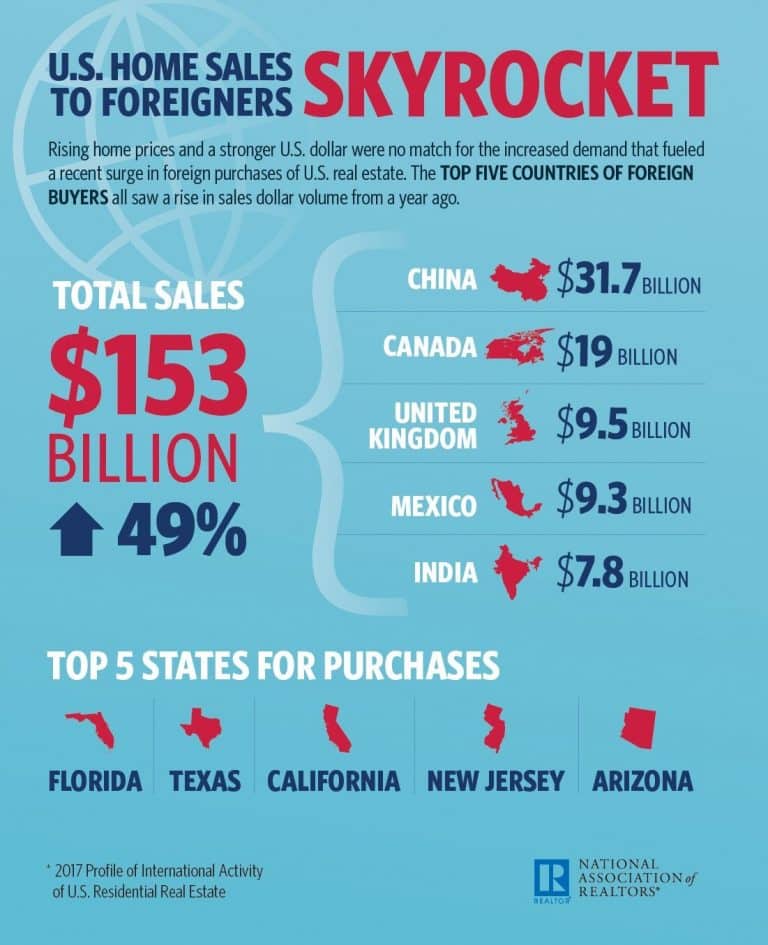 U.S. HOME SALES
TO FOREIGNERS SKYROCKET
Rising home prices and a stronger U.S. dollar were no match for the increased demand that fueled
a recent surge in foreign purchases of U.S. real estate. The TOP FIVE COUNTRIES OF FOREIGN
BUYERS all saw a rise in sales dollar volume from a year ago.
TOTAL SALES
$153
BILLION
49%
CHINA $31.7 BILLION
CANADA $19 BILLION
UNITED
KINGDOM $9.5 BILLION
MEXICO $9.3 BILLION
INDIA $7.8 BILLION
TOP 5 STATES FOR PURCHASES
FLORIDA TEXAS CALIFORNIA NEW JERSEY ARIZONA
* 2017 Profile of International Activity
of U.S. Residential Real Estate
R
REALTOR®
NATIONAL
ASSOCIATION of
REALTORS®